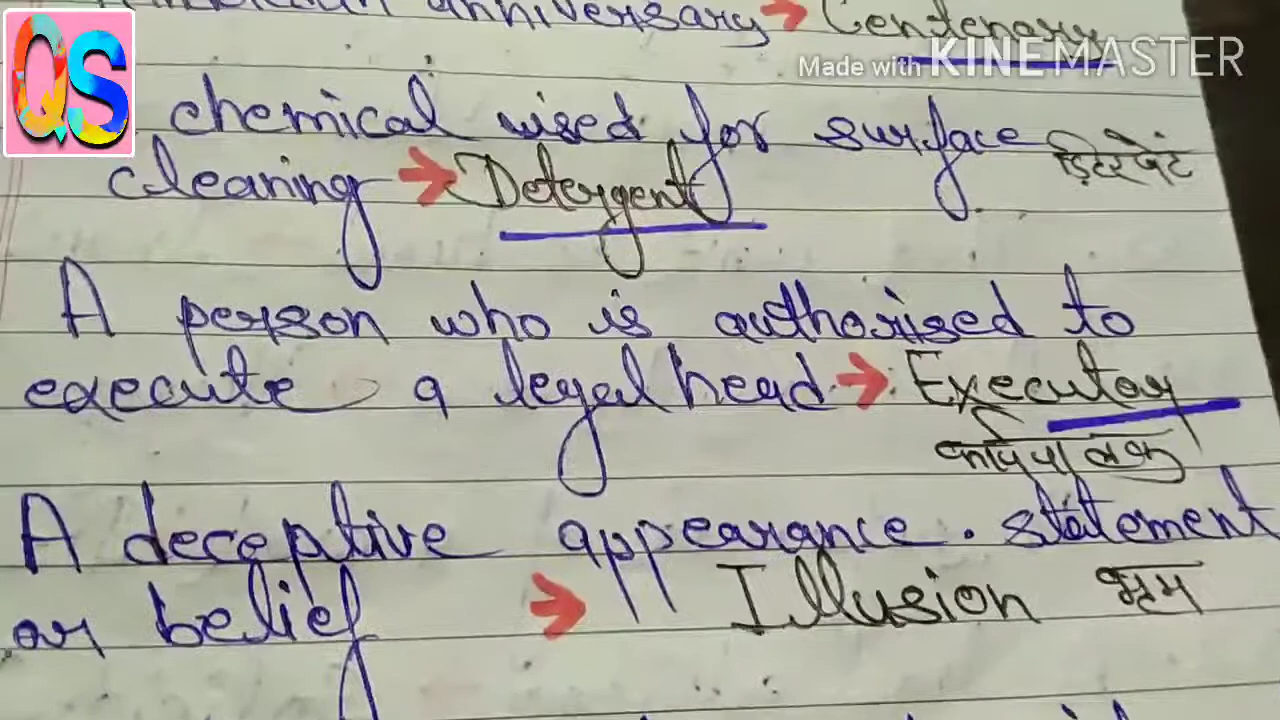 anniversary → Centenary
QS
Made with KINEMASTER
chemical used for surface
cleaning → Detergent डिटरजेंट
A person who is authorised to
execute a legal head → Executor
A deceptive appearance. statement
or belief → Illusion भ्रम